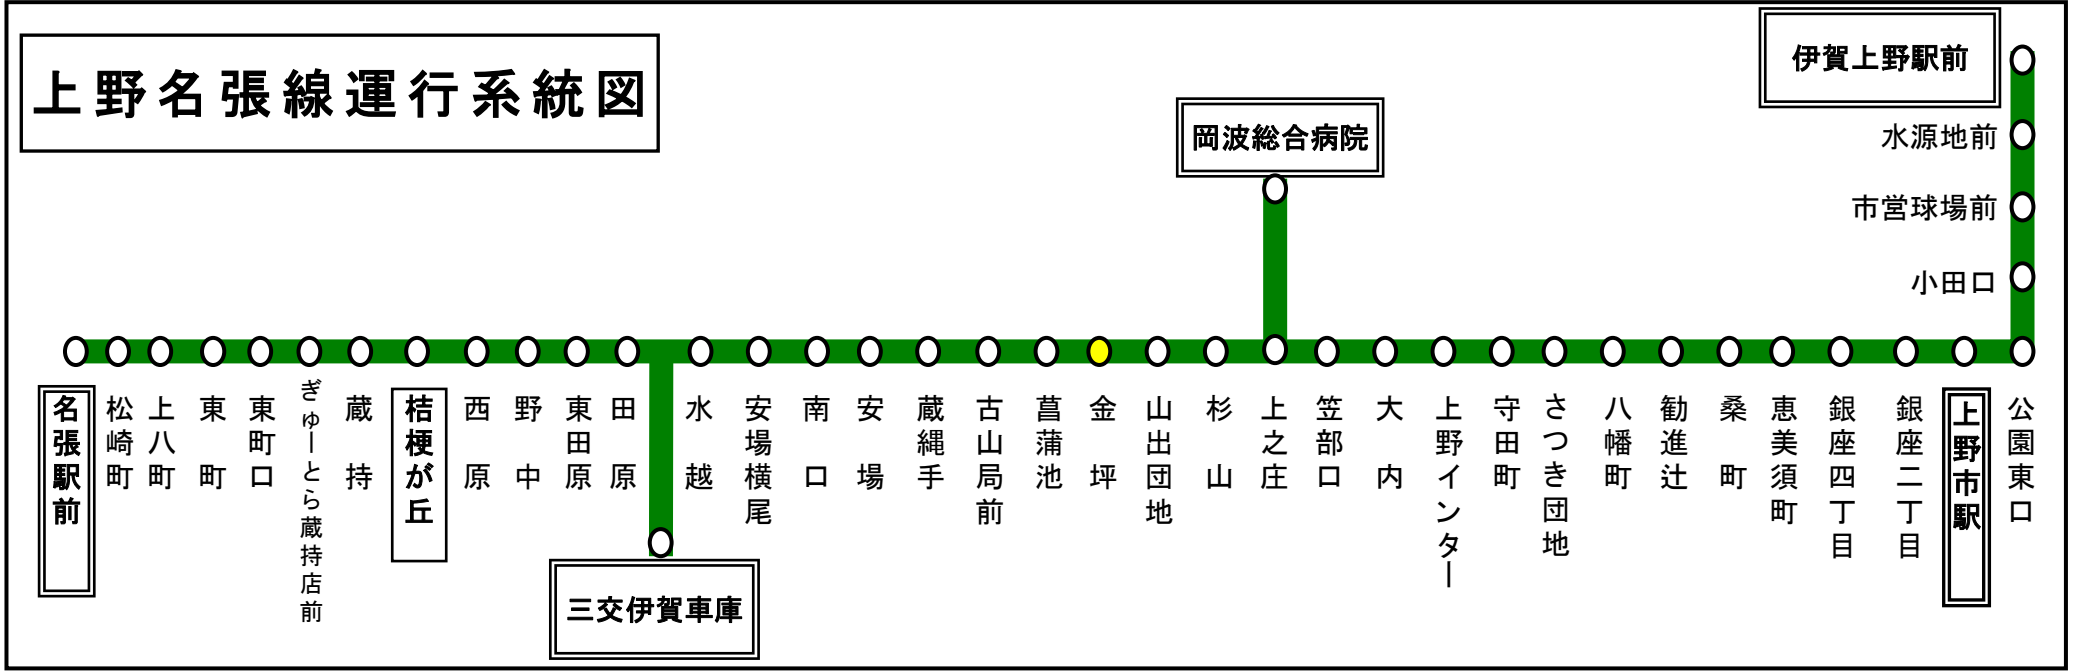 上野名張線運行系統図
伊賀上野駅前
岡波総合病院
水源地前
市営球場前
小田口
名張駅前
松崎町
上八町
東町
東町口
ぎゅーとら蔵持店前
蔵持
桔梗が丘
西原
野中
東田原
田原
水越
安場横尾
南口
安場
蔵縄手
古山局前
菖蒲池
金坪
山出団地
杉山
上之庄
笠部口
大内
上野インター
守田町
さつき団地
八幡町
勧進辻
桑町
恵美須町
銀座四丁目
銀座二丁目
上野市駅
公園東口
三交伊賀車庫